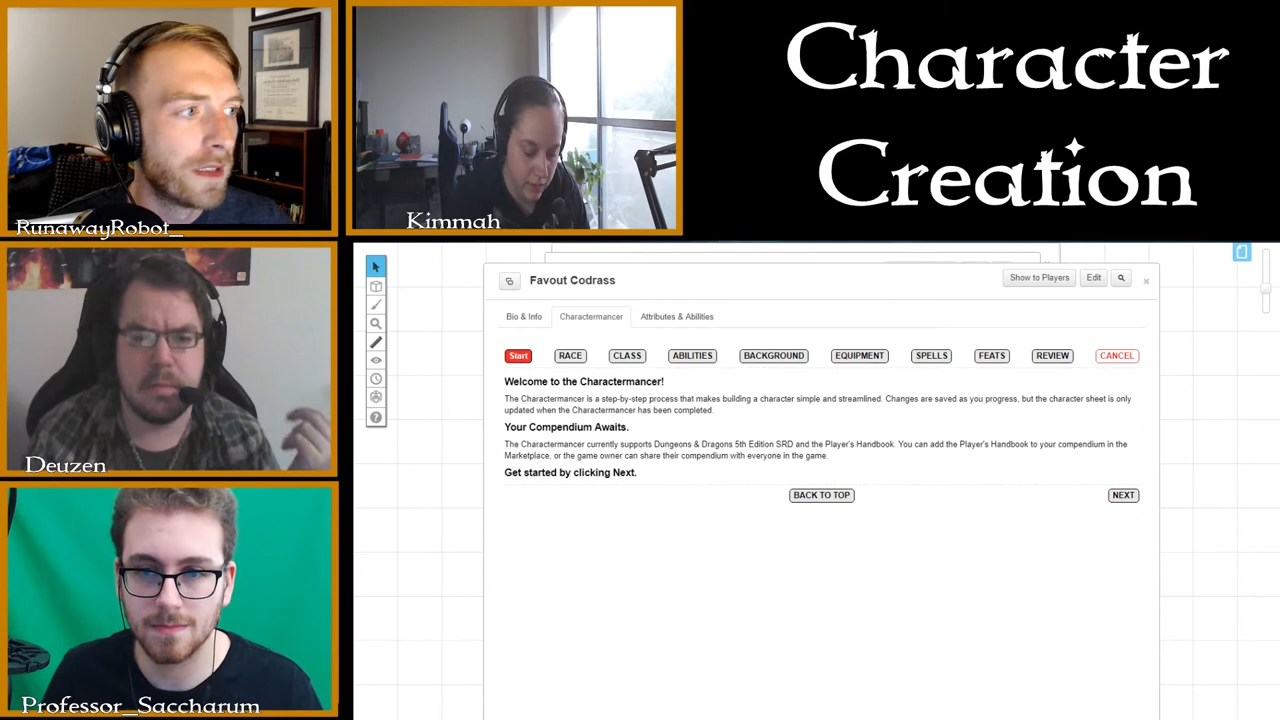 Character
Creation
RunawayRobot_
Kimmah
Deuzen
Professor_Saccharum
Favout Codrass
Show to Players
Edit
Bio & Info
Charactermancer
Attributes & Abilities
Start
RACE
CLASS
ABILITIES
BACKGROUND
EQUIPMENT
SPELLS
FEATS
REVIEW
CANCEL
Welcome to the Charactermancer!
The Charactermancer is a step-by-step process that makes building a character simple and streamlined. Changes are saved as you progress, but the character sheet is only
updated when the Charactermancer has been completed.
Your Compendium Awaits.
The Charactermancer currently supports Dungeons & Dragons 5th Edition SRD and the Player's Handbook. You can add the Player's Handbook to your compendium in the
Marketplace, or the game owner can share their compendium with everyone in the game.
Get started by clicking Next.
BACK TO TOP
NEXT